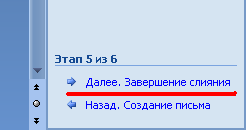 Этап 5 из 6
Далее. Завершение слияния
Назад. Создание письма